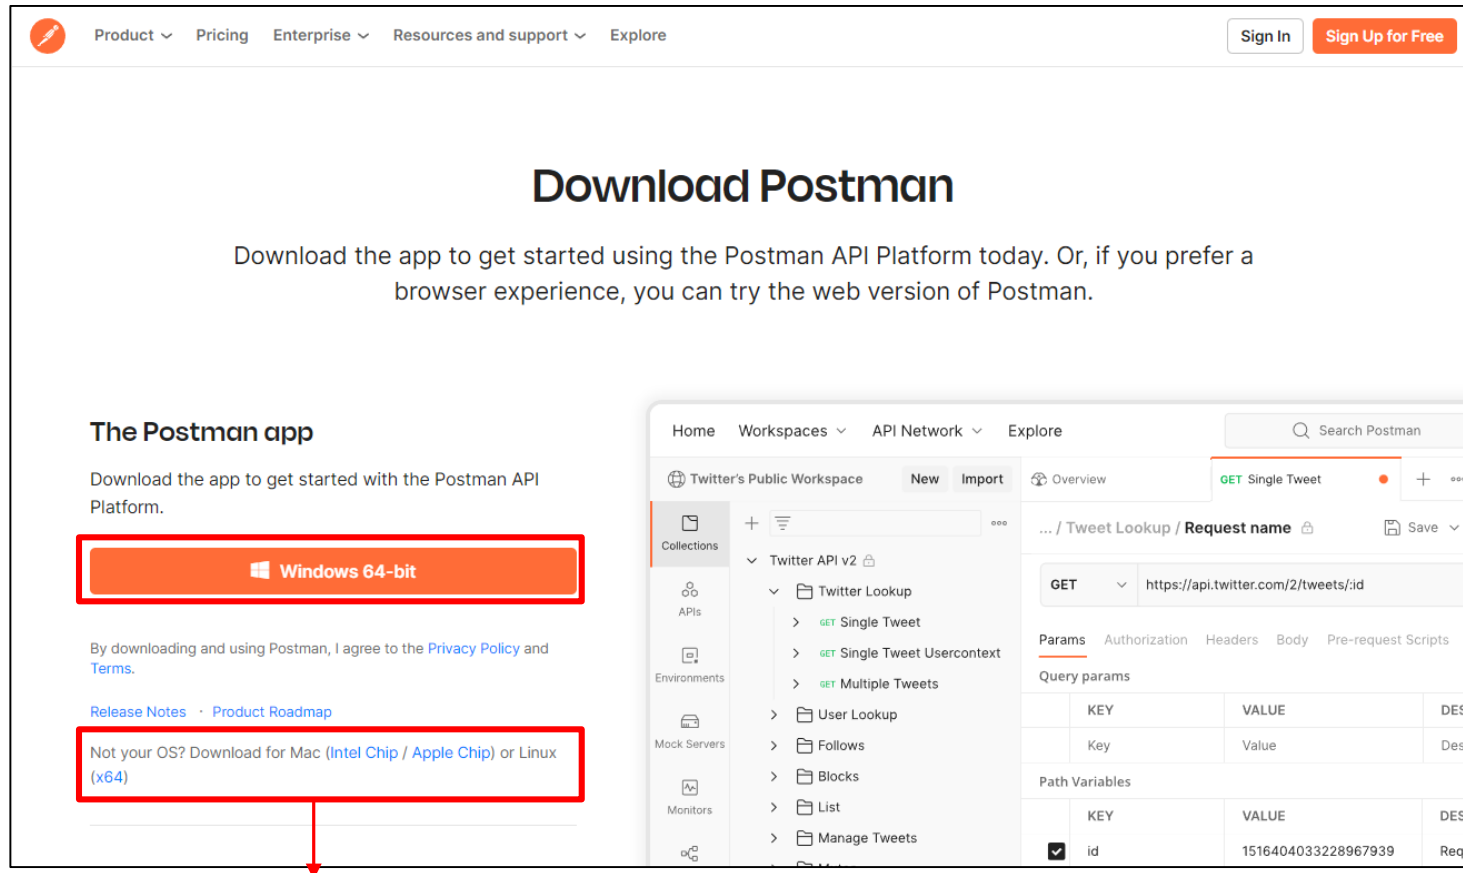 Product Pricing Enterprise Resources and support Explore Sign In Sign Up for Free
Download Postman
Download the app to get started using the Postman API Platform today. Or, if you prefer a
browser experience, you can try the web version of Postman.
The Postman app
Download the app to get started with the Postman API
Platform.
Windows 64-bit
By downloading and using Postman, I agree to the Privacy Policy and
Terms.
Release Notes · Product Roadmap
Not your OS? Download for Mac (Intel Chip / Apple Chip) or Linux
(x64)
Home Workspaces API Network Explore Search Postman
Twitter's Public Workspace New Import Overview GET Single Tweet
Collections
APIs
Environments
Mock Servers
Monitors
Twitter API v2
Twitter Lookup
GET Single Tweet
GET Single Tweet Usercontext
GET Multiple Tweets
User Lookup
Follows
Blocks
List
Manage Tweets
... / Tweet Lookup / Request name Save
GET https://api.twitter.com/2/tweets/:id
Params Authorization Headers Body Pre-request Scripts
Query params
KEY VALUE DES
Key Value Des
Path Variables
KEY VALUE DES
id 1516404033228967939 Req